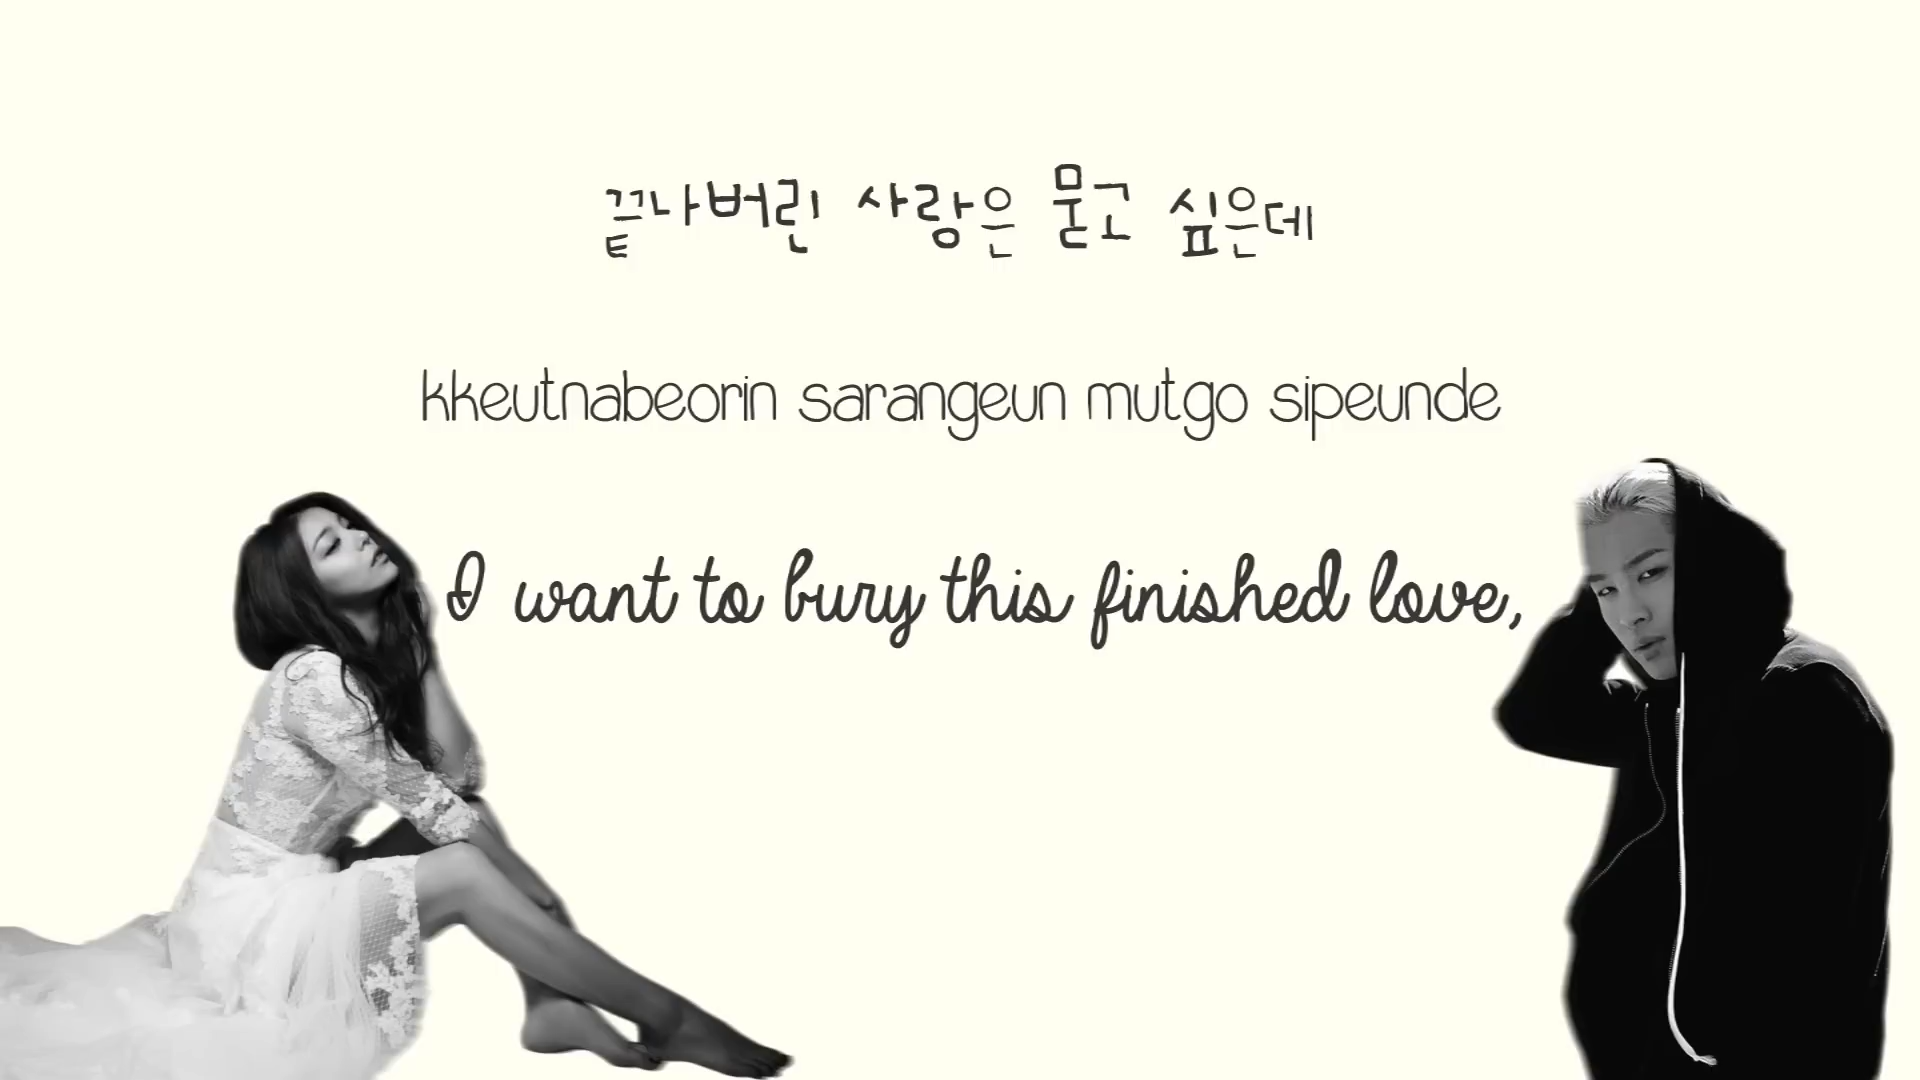 끝나버린 사랑은 묻고 싶은데
kkeutnabeorin sarangeun mutgo sipeunde
I want to bury this finished love,